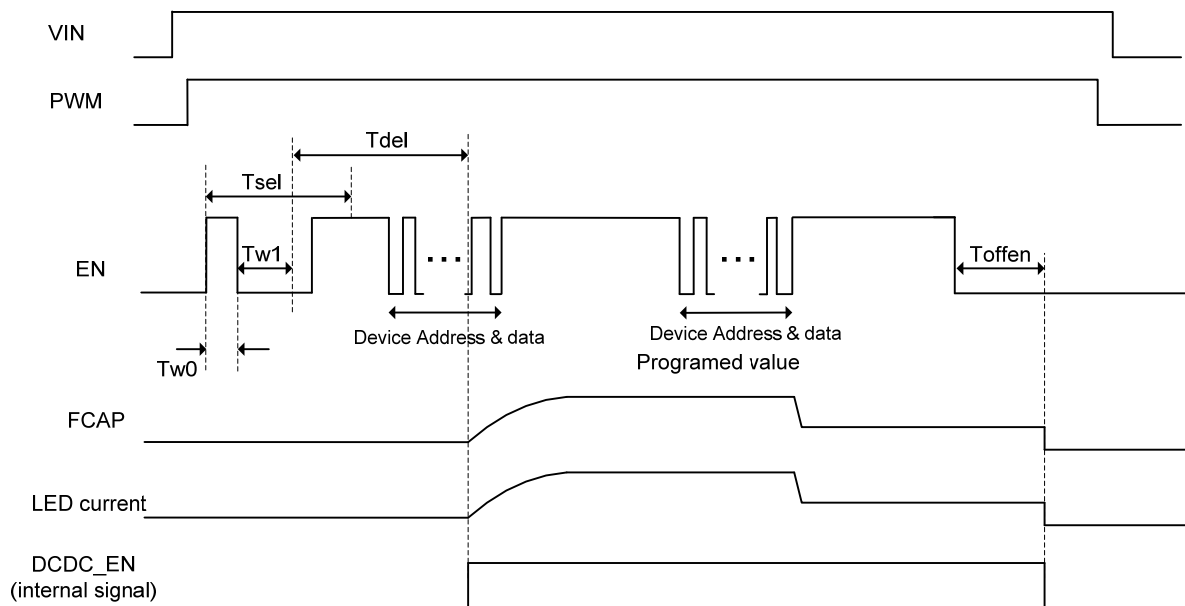 VIN
PWM
Tdel
Tsel
Tw1
EN
...
...
Toffen
Device Address & data
Device Address & data
Programed value
Tw0
FCAP
LED current
DCDC_EN
(internal signal)